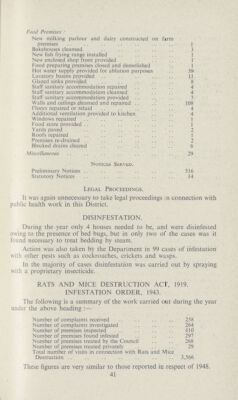 Food Premises :
New milking parlour and dairy constructed on farm
premises .. 1
Bakehouses cleansed .. 3
New fish frying range installed .. 1
New enclosed shop front provided .. 1
Food preparing premises closed and demolished .. 1
Hot water supply provided for ablution purposes .. 39
Lavatory basins provided .. 11
Glazed sinks provided .. 8
Staff sanitary accommodation repaired .. 4
Staff sanitary accommodation cleansed .. 4
Staff sanitary accommodation provided .. 7
Walls and ceilings cleansed and repaired .. 108
Floors repaired or relaid .. 4
Additional ventilation provided to kitchen .. 4
Windows repaired .. 1
Food store provided .. 1
Yards paved .. 2
Roofs repaired .. 2
Premises re-drained .. 2
Blocked drains cleared .. 6
Miscellaneous .. 29
NOTICES SERVED.
Preliminary Notices .. 516
Statutory Notices .. 14
LEGAL PROCEEDINGS.
It was again unnecessary to take legal proceedings in connection with
public health work in this District.
DISINFESTATION.
During the year only 4 houses needed to be, and were disinfested
owing to the presence of bed bugs, but in only two of the cases was it
found necessary to treat bedding by steam.
Action was also taken by the Department in 99 cases of infestation
with other pests such as cockroaches, crickets and wasps.
In the majority of cases disinfestation was carried out by spraying
with a proprietary insecticide.
RATS AND MICE DESTRUCTION ACT, 1919.
INFESTATION ORDER, 1943.
The following is a summary of the work carried out during the year
under the above heading :—
Number of complaints received .. 258
Number of complaints investigated .. 264
Number of premises inspected .. 410
Number of premises found infested .. 297
Number of premises treated by the Council .. 268
Number of premises treated privately .. 29
Total number of visits in connection with Rats and Mice
Destruction .. 3,566
These figures are very similar to those reported in respect of 1948.
41